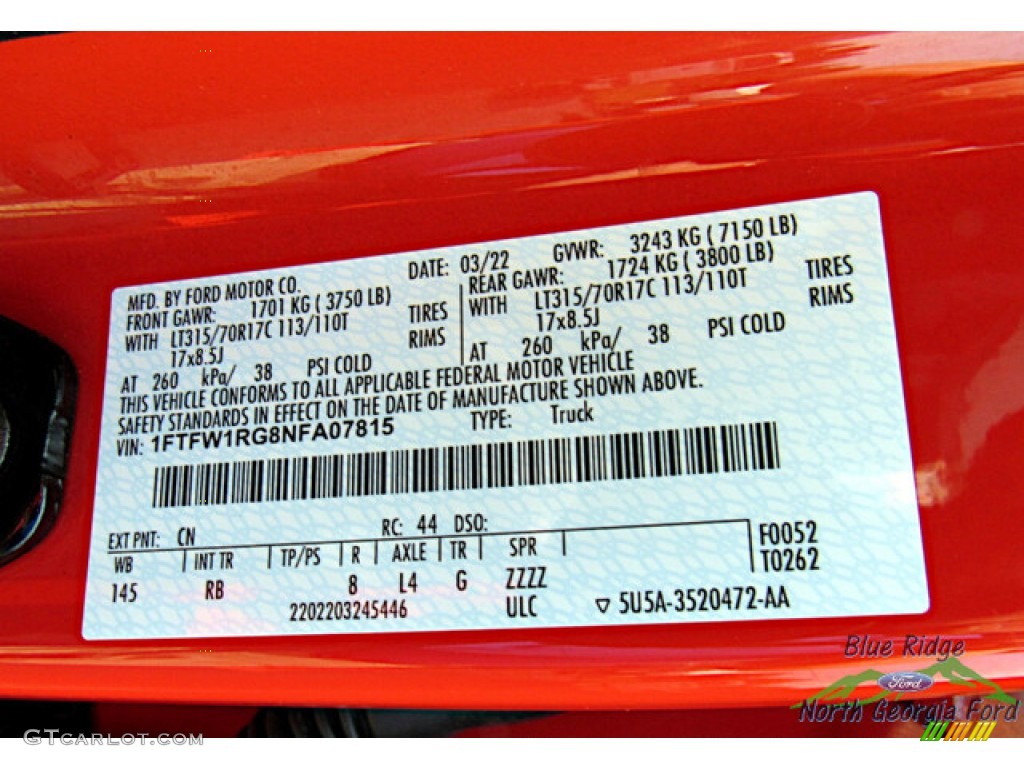 MFD. BY FORD MOTOR CO. DATE: 03/22 GVWR: 3243 KG ( 7150 LB)
FRONT GAWR: 1701 KG ( 3750 LB) REAR GAWR: 1724 KG ( 3800 LB)
WITH LT315/70R17C 113/110T TIRES WITH LT315/70R17C 113/110T TIRES
17x8.5J RIMS 17x8.5J RIMS
AT 260 kPa/ 38 PSI COLD AT 260 kPa/ 38 PSI COLD
THIS VEHICLE CONFORMS TO ALL APPLICABLE FEDERAL MOTOR VEHICLE
SAFETY STANDARDS IN EFFECT ON THE DATE OF MANUFACTURE SHOWN ABOVE.
VIN: 1FTFW1RG8NFA07815 TYPE: Truck
EXT PNT: CN RC: 44 DSO: F0052
WB INT TR TP/PS R AXLE TR SPR T0262
145 RB 8 L4 G ZZZZ
2202203245446 ULC 5U5A-3520472-AA
Blue Ridge
Ford
North Georgia Ford
GTCarlot.com